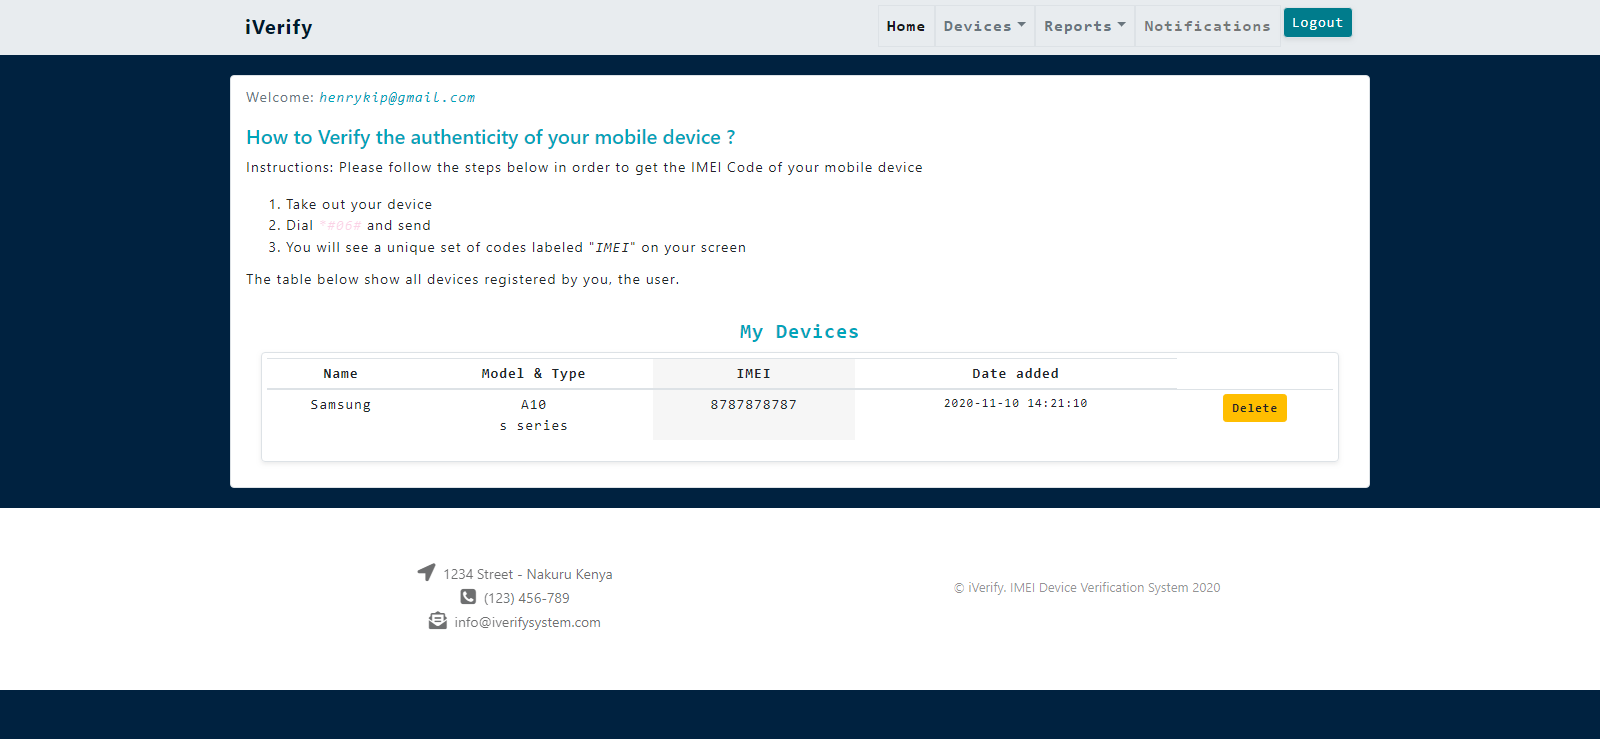 iVerify
Home Devices Reports Notifications Logout
Welcome: henrykip@gmail.com
How to Verify the authenticity of your mobile device ?
Instructions: Please follow the steps below in order to get the IMEI Code of your mobile device
1. Take out your device
2. Dial *#06# and send
3. You will see a unique set of codes labeled "IMEI" on your screen
The table below show all devices registered by you, the user.
My Devices
Name Model & Type IMEI Date added
Samsung A10 8787878787 2020-11-10 14:21:10 Delete
s series
1234 Street - Nakuru Kenya
(123) 456-789
info@iverifysystem.com
© iVerify. IMEI Device Verification System 2020